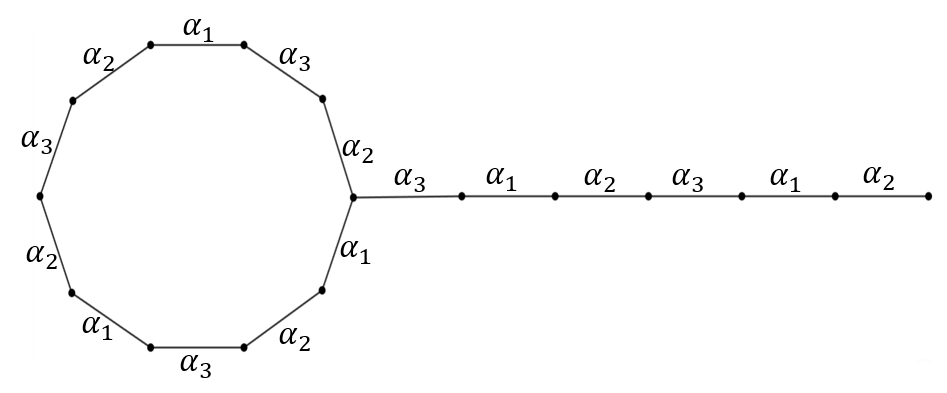 α₁
α₂ α₃
α₃ α₂
α₃ α₁ α₂ α₃ α₁ α₂
α₂ α₁
α₁ α₂
α₃